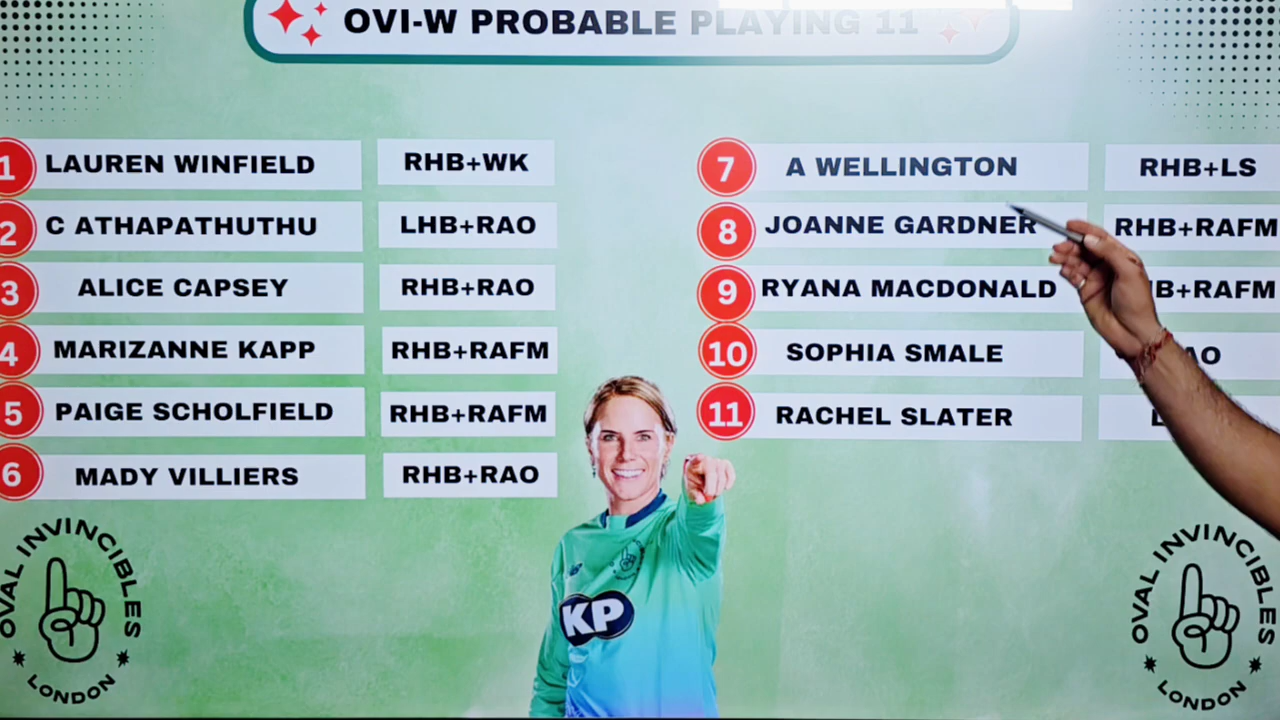 OVI-W PROBABLE PLAYING 11
1 LAUREN WINFIELD RHB+WK
2 C ATHAPATHUTHU LHB+RAO
3 ALICE CAPSEY RHB+RAO
4 MARIZANNE KAPP RHB+RAFM
5 PAIGE SCHOLFIELD RHB+RAFM
6 MADY VILLIERS RHB+RAO
7 A WELLINGTON RHB+LS
8 JOANNE GARDNER RHB+RAFM
9 RYANA MACDONALD B+RAFM
10 SOPHIA SMALE AO
11 RACHEL SLATER
KP
OVAL INVINCIBLES
LONDON
OVAL INVINCIBLES
LONDON